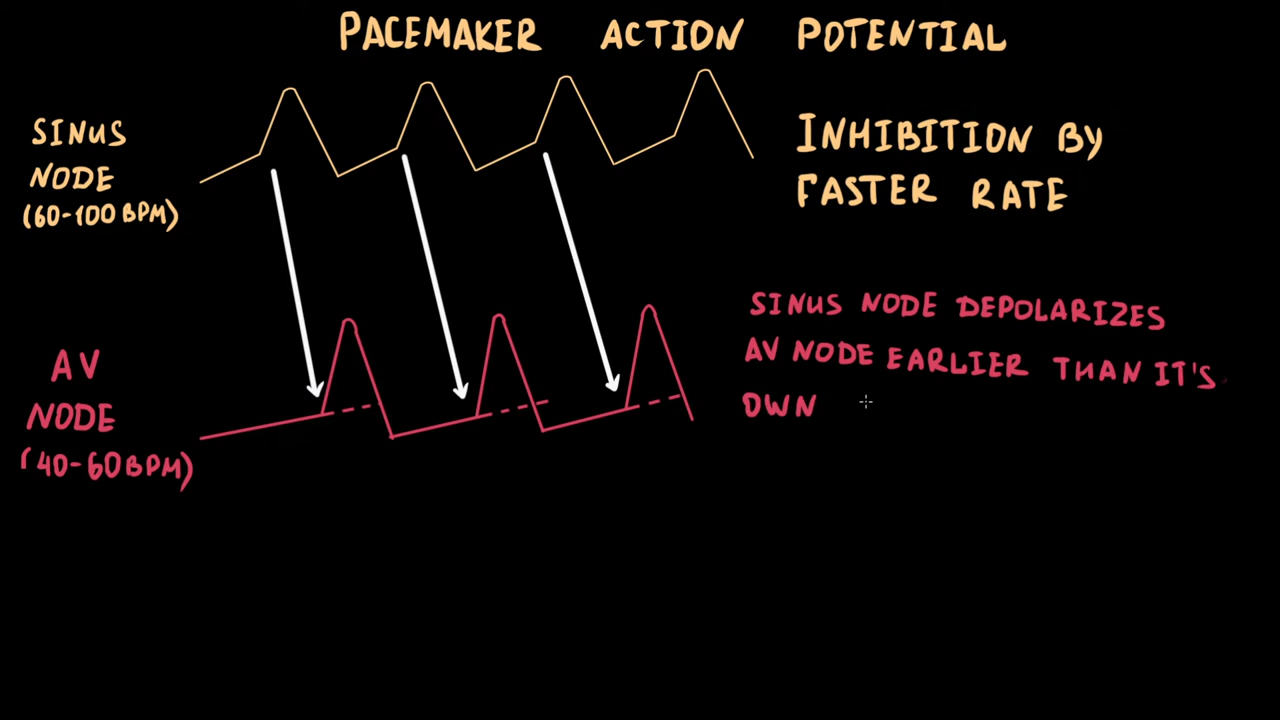 PACEMAKER ACTION POTENTIAL
SINUS
NODE
(60-100 BPM)
INHIBITION BY
FASTER RATE
AV
NODE
(40-60 BPM)
SINUS NODE DEPOLARIZES
AV NODE EARLIER THAN IT'S
OWN